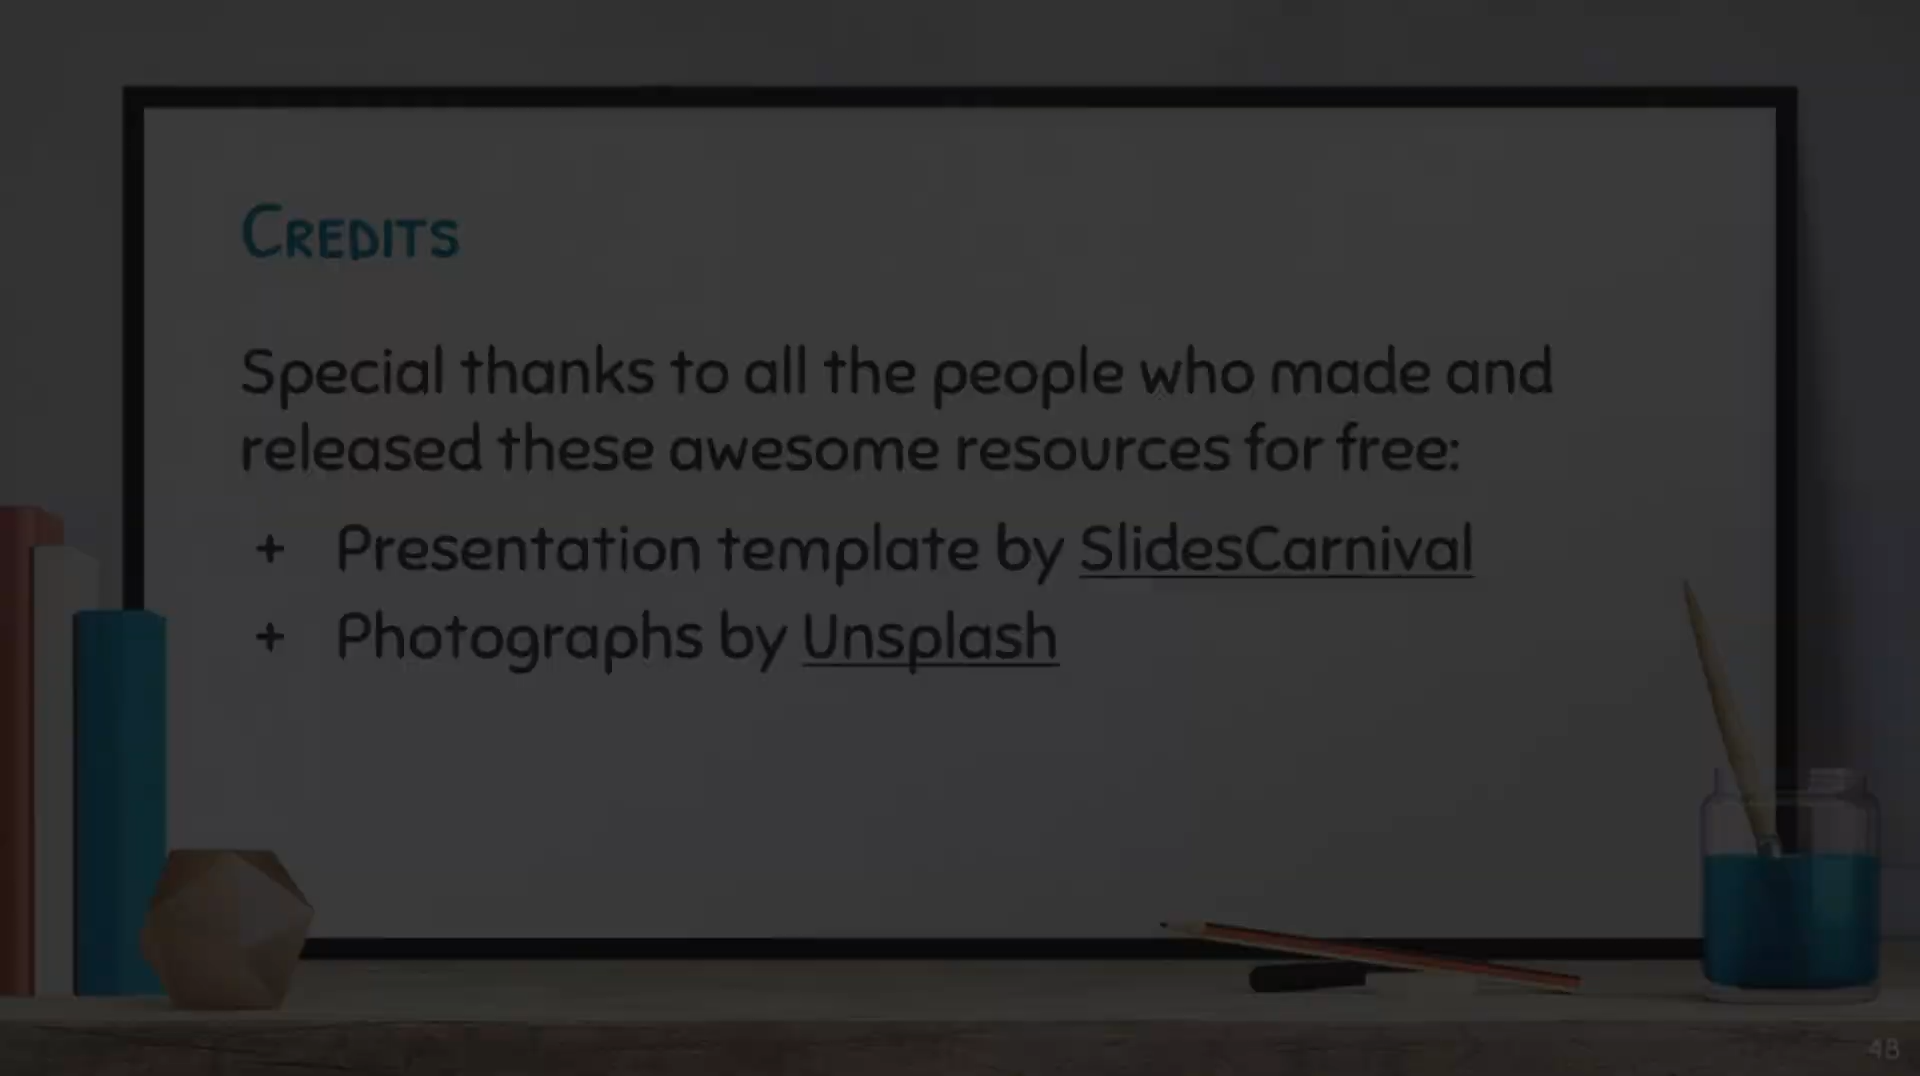 Credits
Special thanks to all the people who made and
released these awesome resources for free:
+ Presentation template by SlidesCarnival
+ Photographs by Unsplash
48